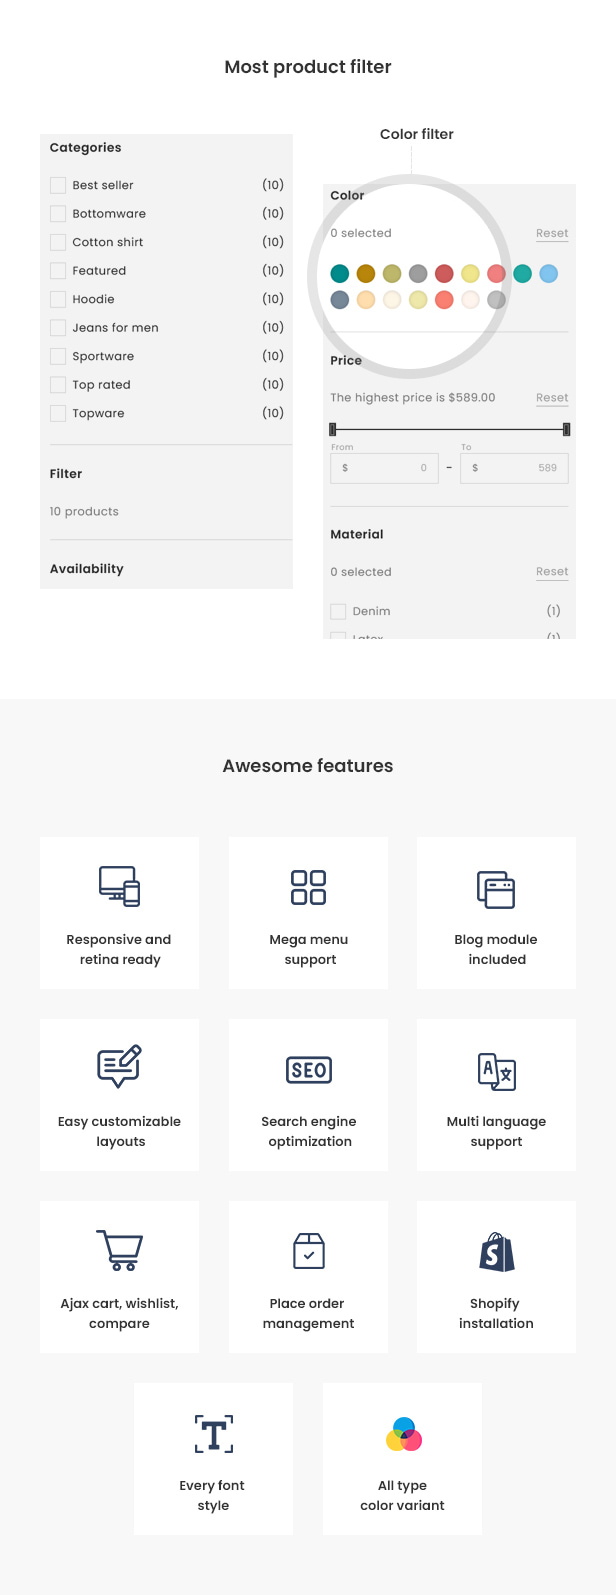 Most product filter
Categories
Best seller (10)
Bottomware (10)
Cotton shirt (10)
Featured (10)
Hoodie (10)
Jeans for men (10)
Sportware (10)
Top rated (10)
Topware (10)
Filter
10 products
Availability
Color filter
Color
0 selected Reset
Price
The highest price is $589.00 Reset
From To
$ 0 - $ 589
Material
0 selected Reset
Denim (1)
Latex (1)
Awesome features
Responsive and
retina ready
Mega menu
support
Blog module
included
Easy customizable
layouts
SEO
Search engine
optimization
A 文
Multi language
support
Ajax cart, wishlist,
compare
Place order
management
S
Shopify
installation
T
Every font
style
All type
color variant